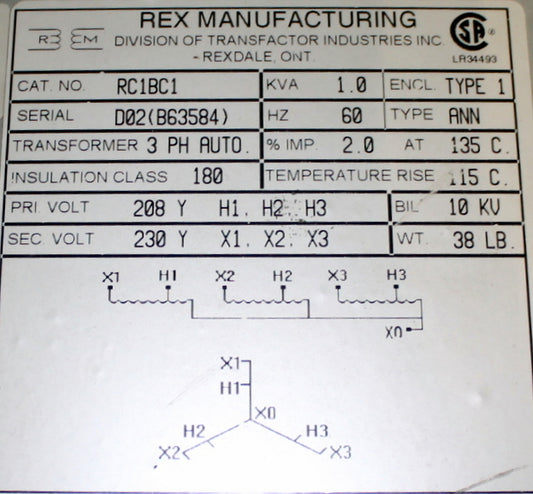 REX MANUFACTURING
DIVISION OF TRANSFACTOR INDUSTRIES INC.
- REXDALE, ONT.
LR34493
CAT. NO. RC1BC1 KVA 1.0 ENCL. TYPE 1
SERIAL D02(B63584) HZ 60 TYPE ANN
TRANSFORMER 3 PH AUTO. % IMP. 2.0 AT 135 C.
INSULATION CLASS 180 TEMPERATURE RISE 115 C.
PRI. VOLT 208 Y H1. H2. H3 BIL 10 KV
SEC. VOLT 230 Y X1. X2. X3 WT. 38 LB.
X1 H1 X2 H2 X3 H3
X0
X1
H1
X0
H2 H3
X2 X3